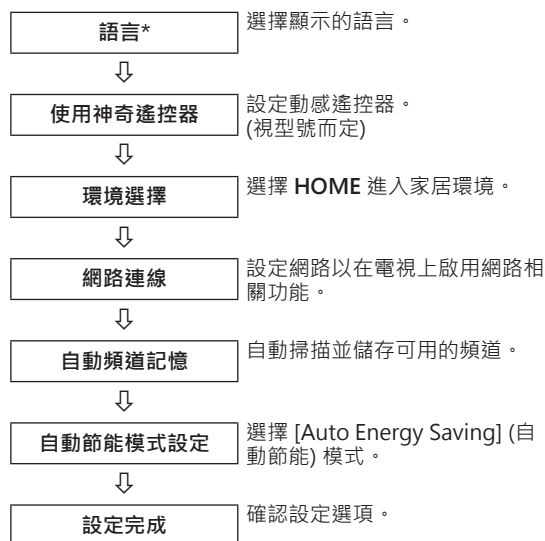 語言*
選擇顯示的語言。
使用神奇遙控器
設定動感遙控器。
(視型號而定)
環境選擇
選擇 HOME 進入家居環境。
網路連線
設定網路以在電視上啟用網路相
關功能。
自動頻道記憶
自動掃描並儲存可用的頻道。
自動節能模式設定
選擇 [Auto Energy Saving] (自
動節能) 模式。
設定完成
確認設定選項。